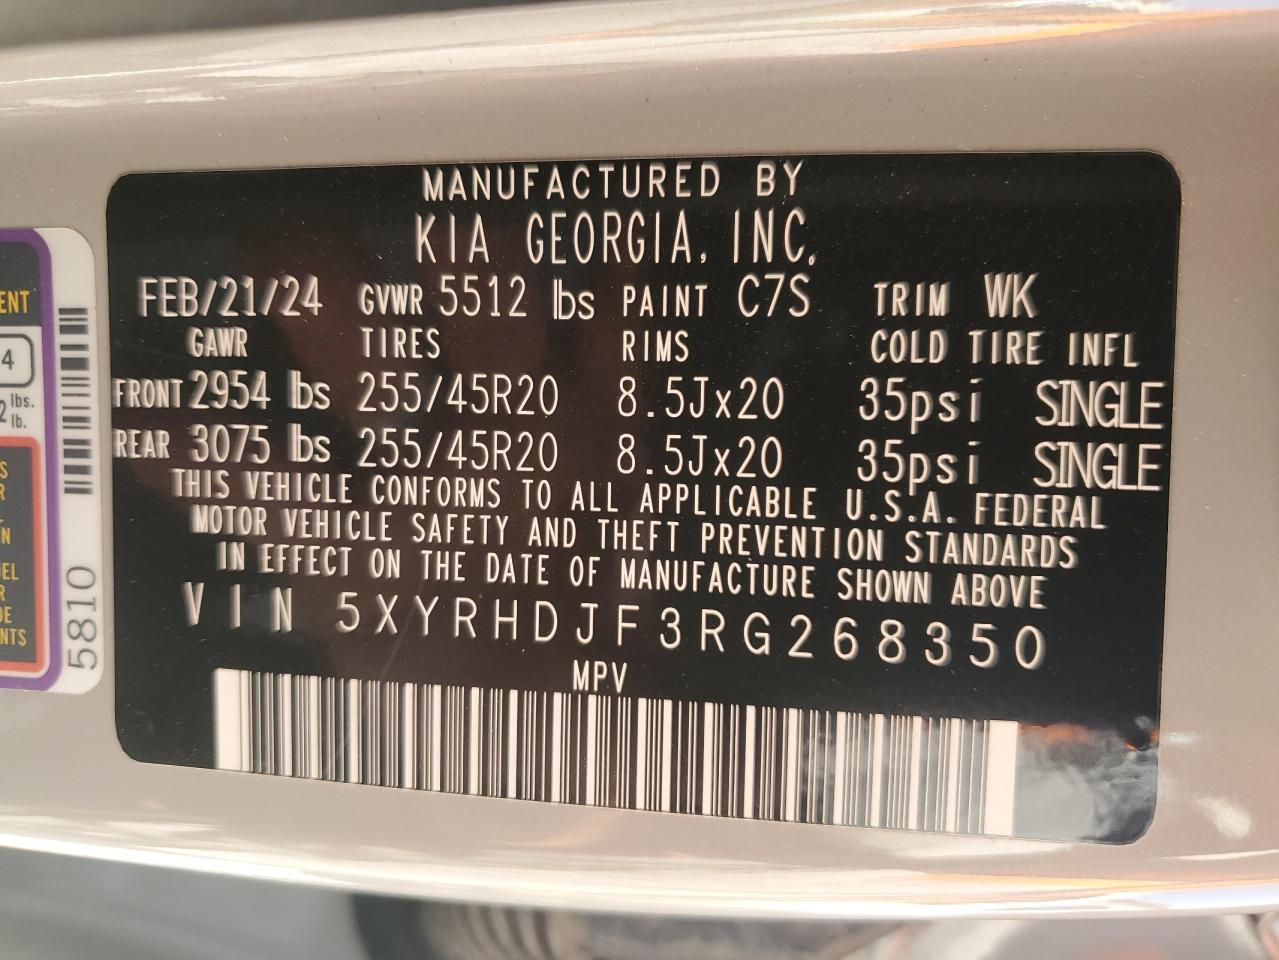 MANUFACTURED BY
KIA GEORGIA, INC.
FEB/21/24 GVWR 5512 lbs PAINT C7S TRIM WK
GAWR TIRES RIMS COLD TIRE INFL
FRONT 2954 lbs 255/45R20 8.5Jx20 35psi SINGLE
REAR 3075 lbs 255/45R20 8.5Jx20 35psi SINGLE
THIS VEHICLE CONFORMS TO ALL APPLICABLE U.S.A. FEDERAL
MOTOR VEHICLE SAFETY AND THEFT PREVENTION STANDARDS
IN EFFECT ON THE DATE OF MANUFACTURE SHOWN ABOVE
VIN 5XYRHDJF3RG268350
MPV
5810
4
lbs.
lb.